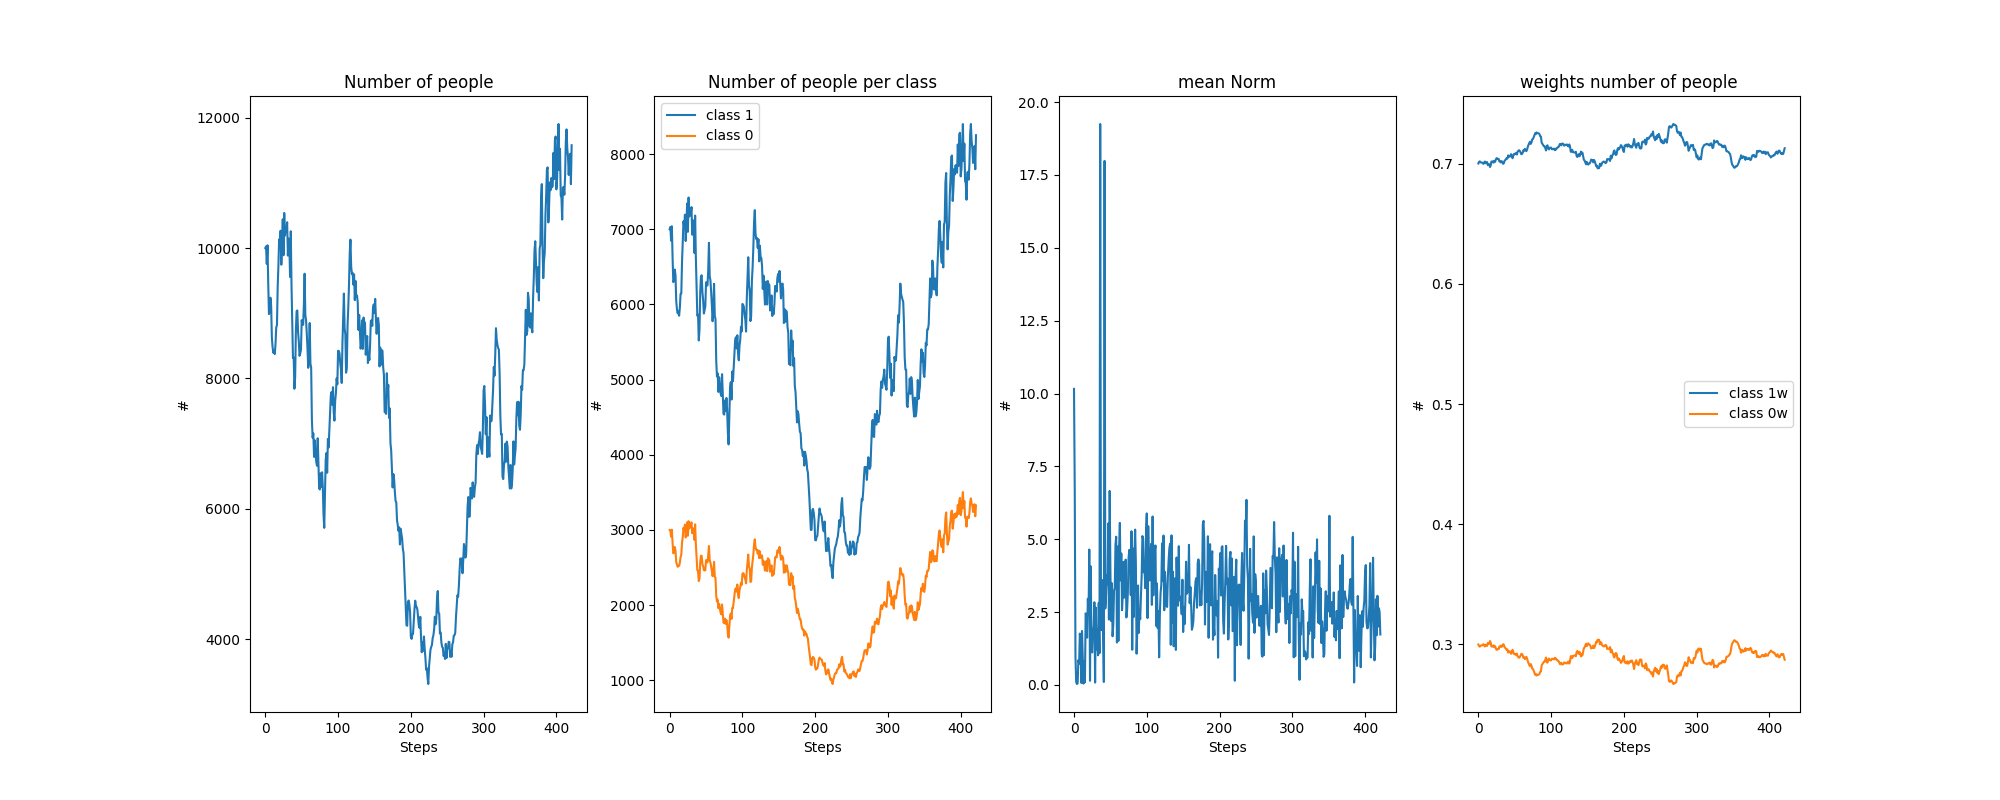 Number of people
12000
10000
8000
6000
4000
#
0 100 200 300 400
Steps
Number of people per class
class 1
class 0
8000
7000
6000
5000
4000
3000
2000
1000
#
0 100 200 300 400
Steps
mean Norm
20.0
17.5
15.0
12.5
10.0
7.5
5.0
2.5
0.0
#
0 100 200 300 400
Steps
weights number of people
0.7
0.6
0.5
0.4
0.3
#
class 1w
class 0w
0 100 200 300 400
Steps